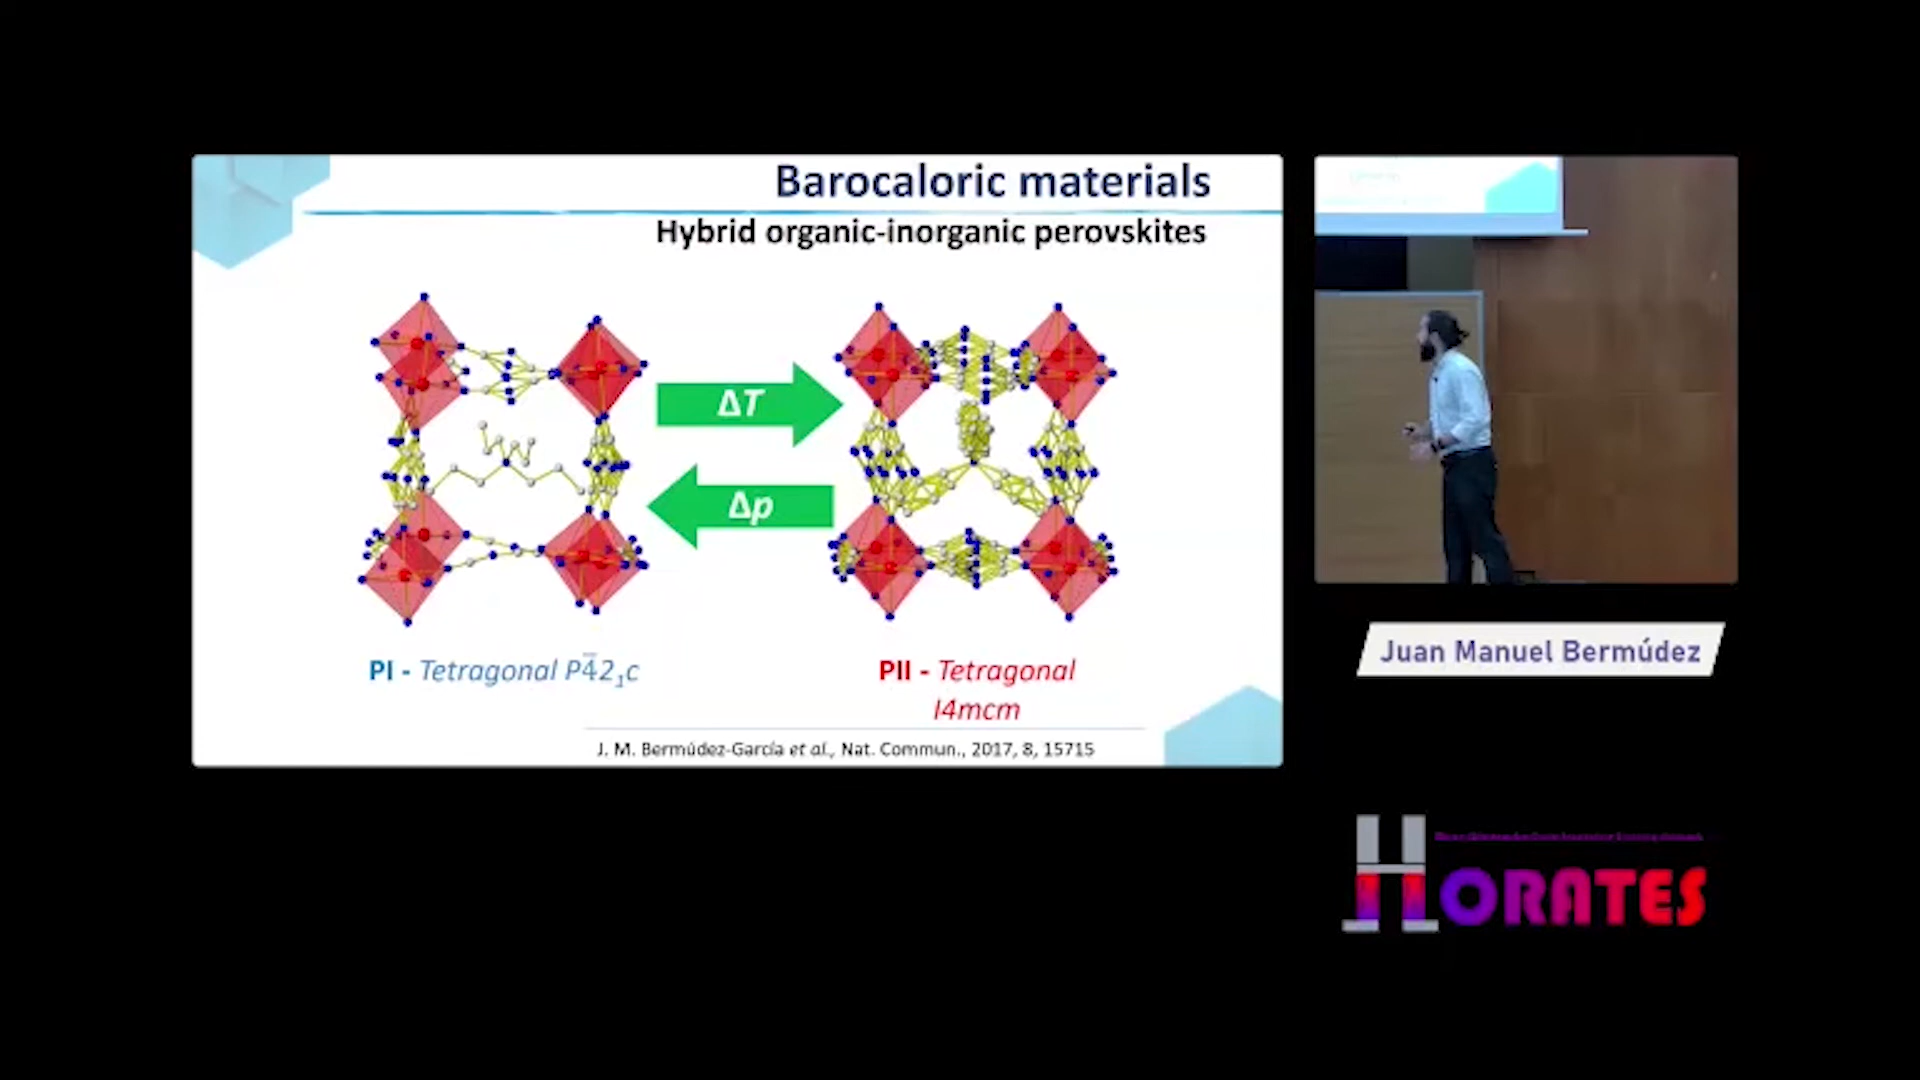 Barocaloric materials
Hybrid organic-inorganic perovskites
ΔT
Δp
PI - Tetragonal P4̅2₁c
PII - Tetragonal
I4mcm
J. M. Bermúdez-García et al., Nat. Commun., 2017, 8, 15715
Juan Manuel Bermúdez
HORATES